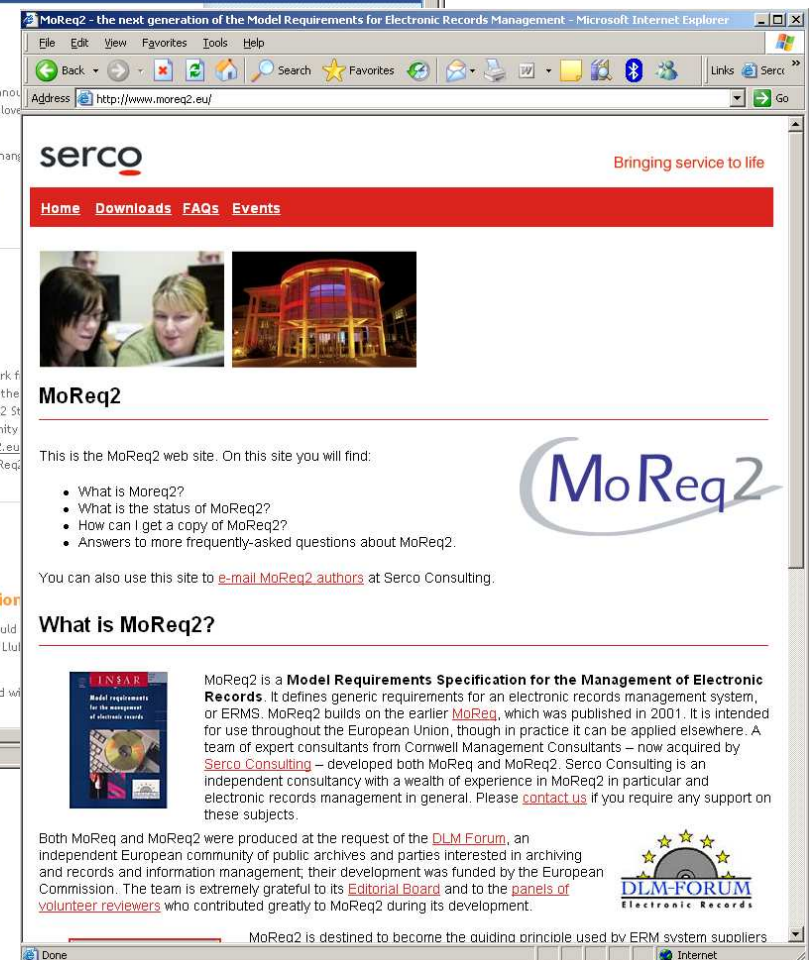 MoReq2 - the next generation of the Model Requirements for Electronic Records Management - Microsoft Internet Explorer
File Edit View Favorites Tools Help
Back Search Favorites Links Serco
Address http://www.moreq2.eu/ Go
serco
Bringing service to life
Home Downloads FAQs Events
MoReq2
This is the MoReq2 web site. On this site you will find:
• What is Moreq2?
• What is the status of MoReq2?
• How can I get a copy of MoReq2?
• Answers to more frequently-asked questions about MoReq2.
MoReq2
You can also use this site to e-mail MoReq2 authors at Serco Consulting.
What is MoReq2?
INSAR
Model requirements
for the management
of electronic records
MoReq2 is a Model Requirements Specification for the Management of Electronic
Records. It defines generic requirements for an electronic records management system,
or ERMS. MoReq2 builds on the earlier MoReq, which was published in 2001. It is intended
for use throughout the European Union, though in practice it can be applied elsewhere. A
team of expert consultants from Cornwell Management Consultants – now acquired by
Serco Consulting – developed both MoReq and MoReq2. Serco Consulting is an
independent consultancy with a wealth of experience in MoReq2 in particular and
electronic records management in general. Please contact us if you require any support on
these subjects.
Both MoReq and MoReq2 were produced at the request of the DLM Forum, an
independent European community of public archives and parties interested in archiving
and records and information management; their development was funded by the European
Commission. The team is extremely grateful to its Editorial Board and to the panels of
volunteer reviewers who contributed greatly to MoReq2 during its development.
DLM-FORUM
Electronic Records
MoReq2 is destined to become the guiding principle used by ERM system suppliers
Done Internet